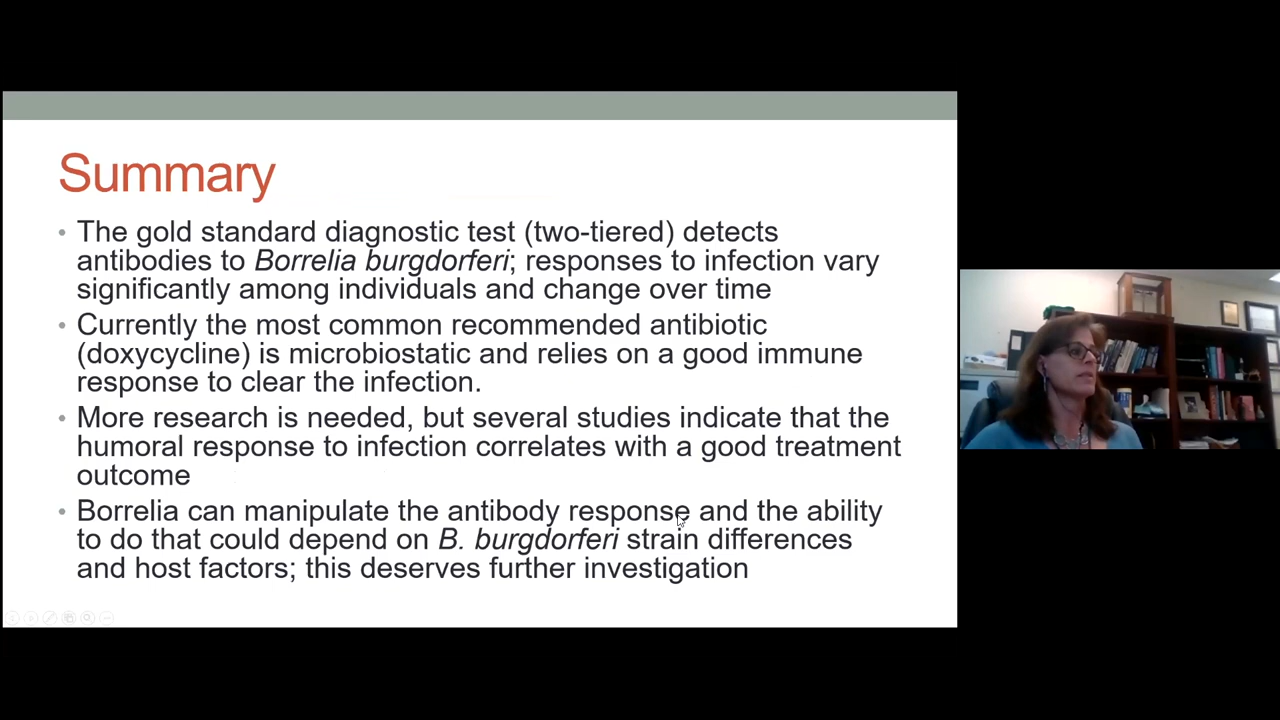 Summary
• The gold standard diagnostic test (two-tiered) detects
antibodies to Borrelia burgdorferi; responses to infection vary
significantly among individuals and change over time
• Currently the most common recommended antibiotic
(doxycycline) is microbiostatic and relies on a good immune
response to clear the infection.
• More research is needed, but several studies indicate that the
humoral response to infection correlates with a good treatment
outcome
• Borrelia can manipulate the antibody response and the ability
to do that could depend on B. burgdorferi strain differences
and host factors; this deserves further investigation